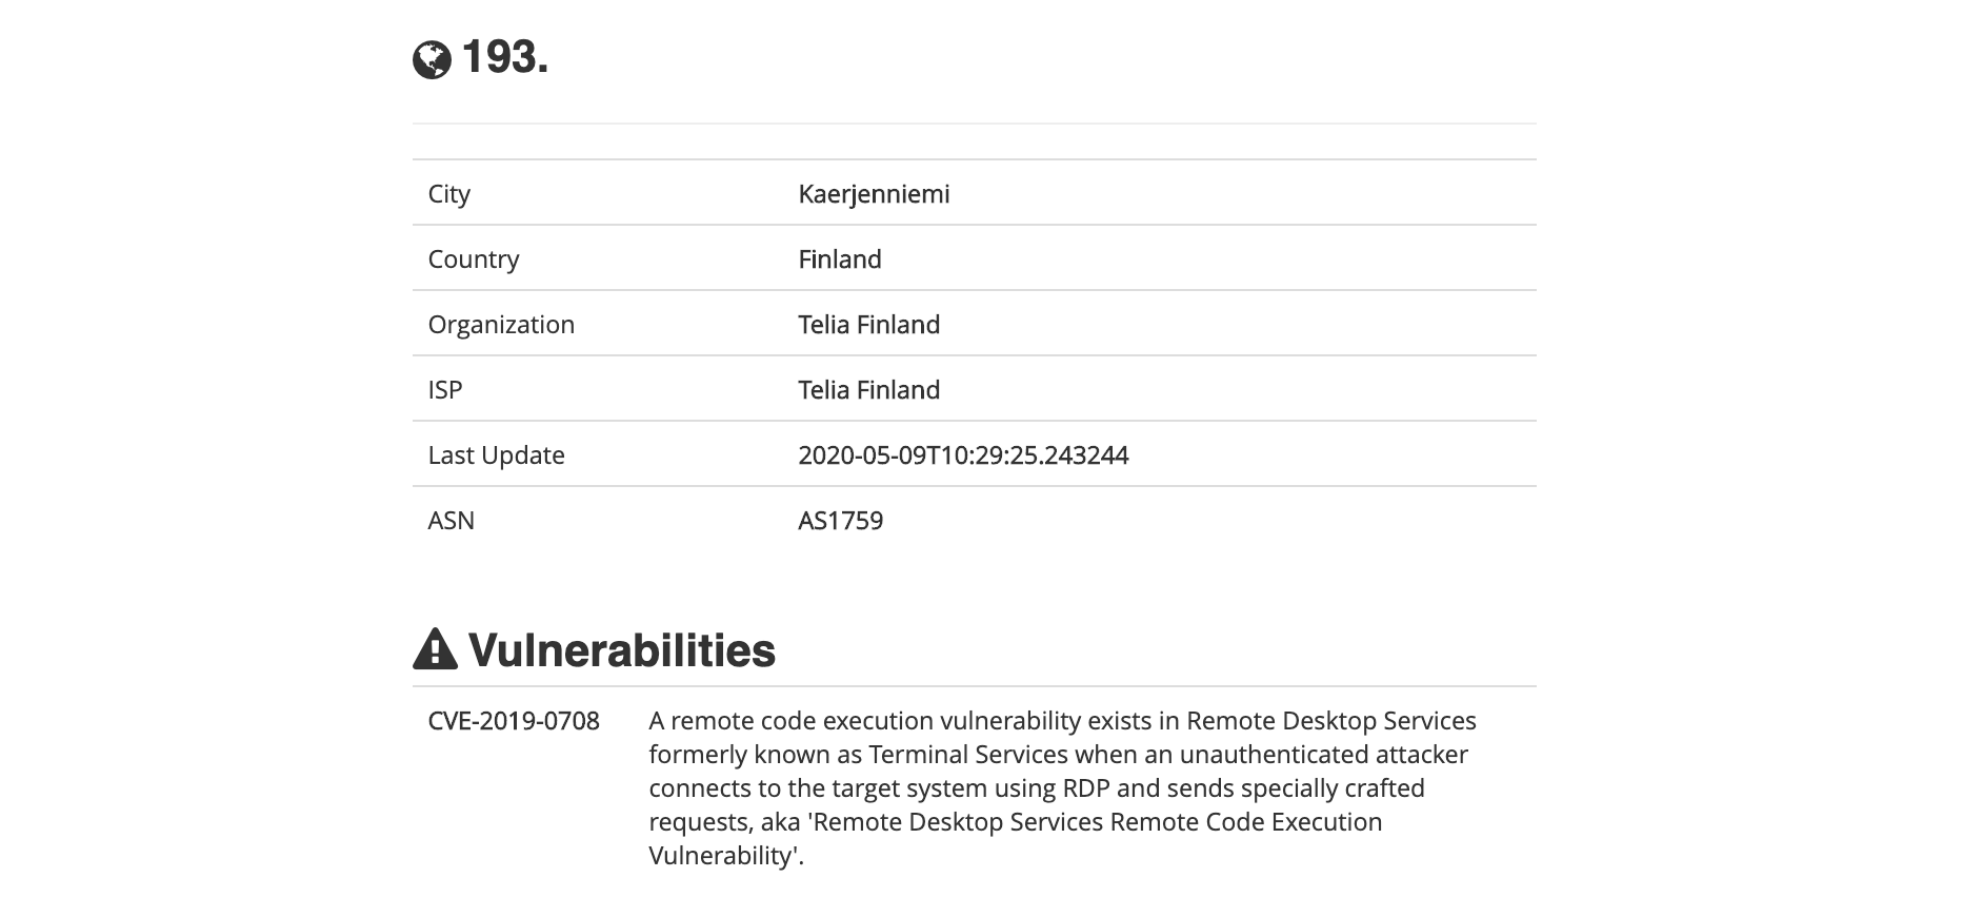 193.
City Kaerjenniemi
Country Finland
Organization Telia Finland
ISP Telia Finland
Last Update 2020-05-09T10:29:25.243244
ASN AS1759
Vulnerabilities
CVE-2019-0708 A remote code execution vulnerability exists in Remote Desktop Services
formerly known as Terminal Services when an unauthenticated attacker
connects to the target system using RDP and sends specially crafted
requests, aka 'Remote Desktop Services Remote Code Execution
Vulnerability'.